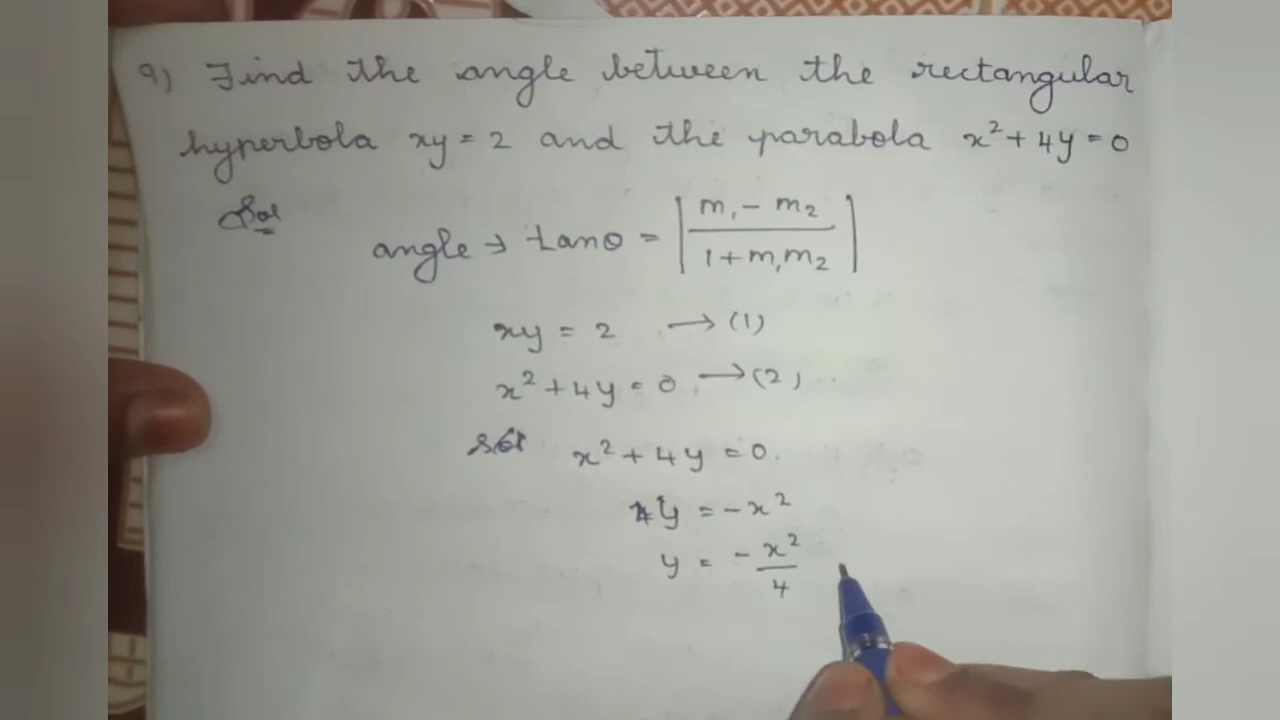 9) Find the angle between the rectangular
hyperbola xy = 2 and the parabola x² + 4y = 0
Sol
angle → tanθ = | m₁ - m₂ / 1 + m₁m₂ |
xy = 2 → (1)
x² + 4y = 0 → (2)
x² + 4y = 0.
4y = -x²
y = - x²/4